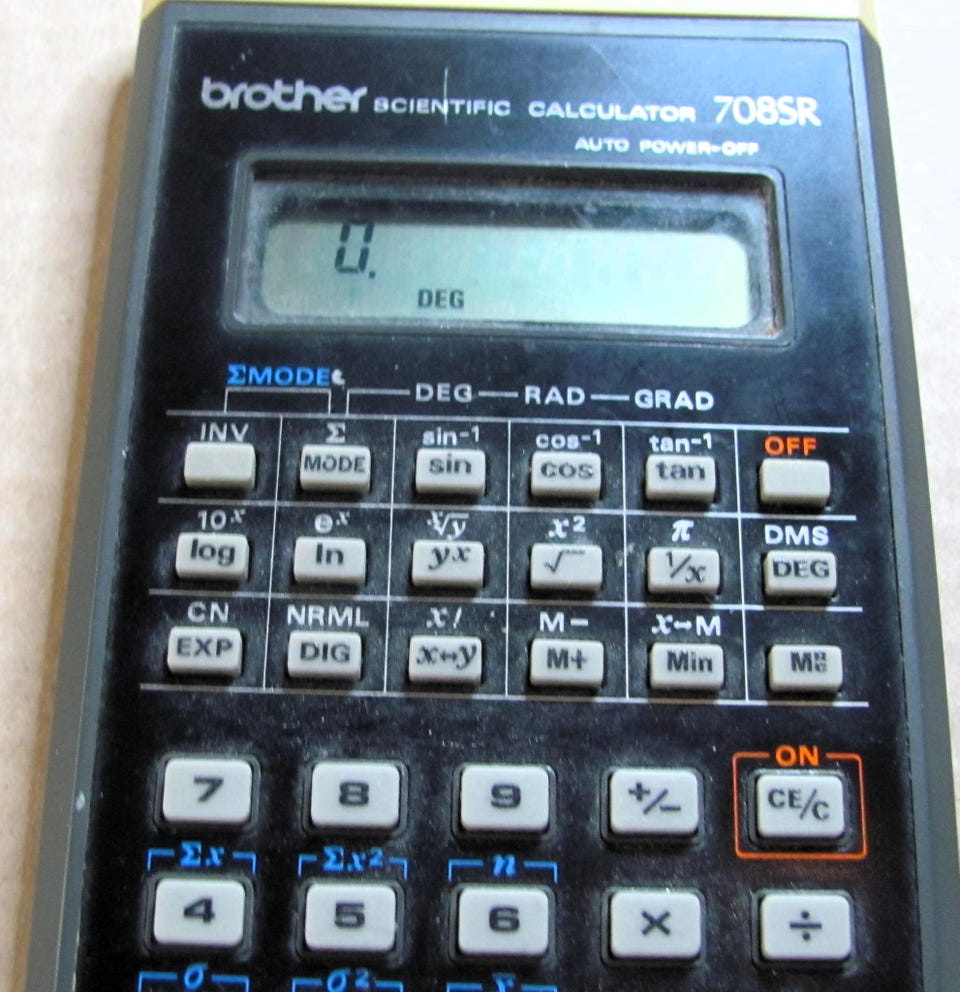 brother SCIENTIFIC CALCULATOR 708SR
AUTO POWER-OFF
0.
DEG
ΣMODE DEG RAD GRAD
INV Σ sin⁻¹ cos⁻¹ tan⁻¹ OFF
MODE sin cos tan
10ˣ eˣ ˣ√y x² π DMS
log ln yˣ √ 1/x DEG
CN NRML x! M− x↔M
EXP DIG x↔y M+ Min
ON
7 8 9 +/− CE/C
Σx Σx² n
4 5 6 × ÷
σ σ²